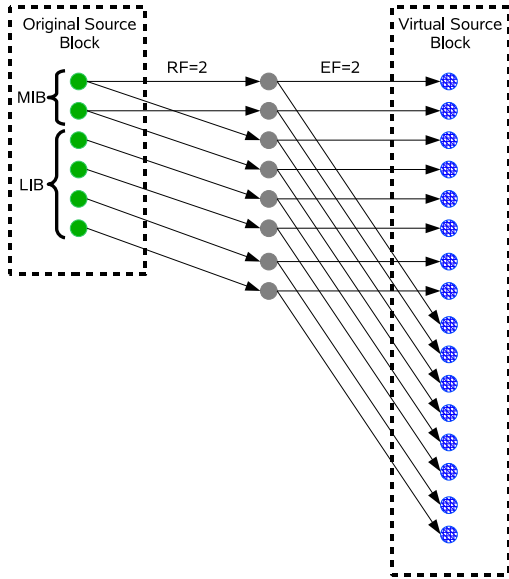 Original Source
Block
Virtual Source
Block
RF=2
EF=2
MIB
LIB